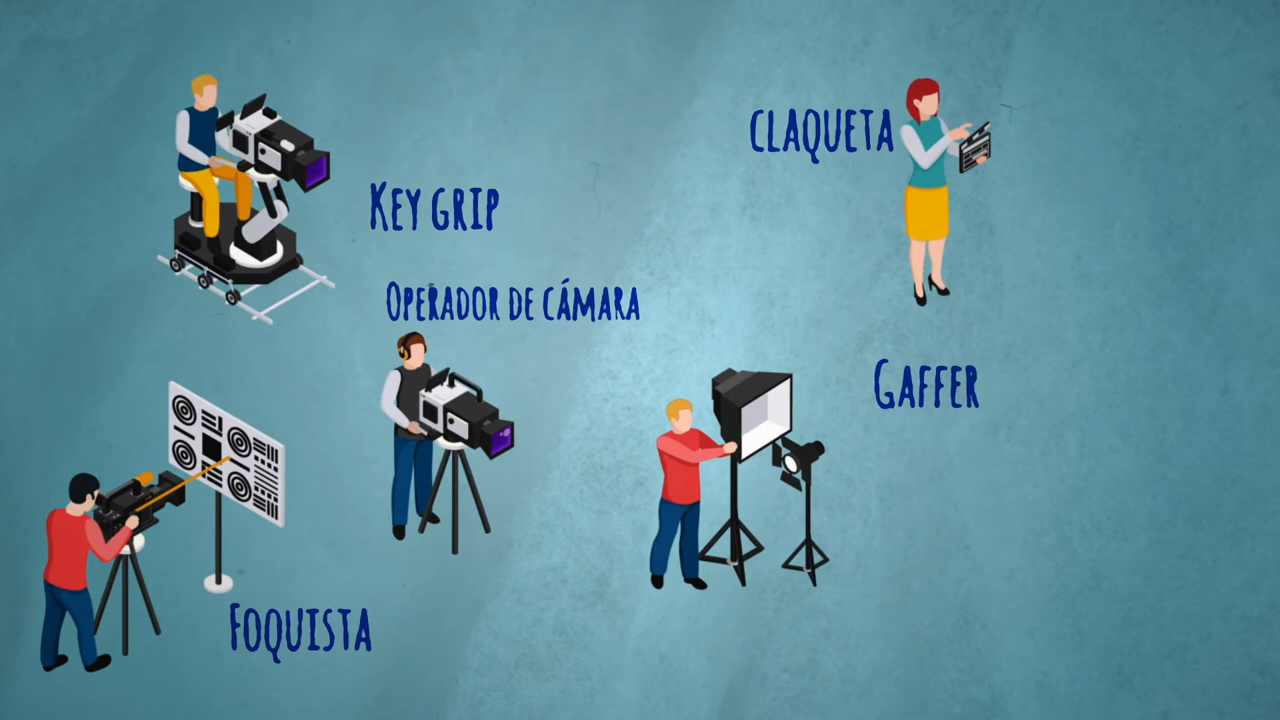 CLAQUETA
KEY GRIP
OPERADOR DE CÁMARA
GAFFER
FOQUISTA